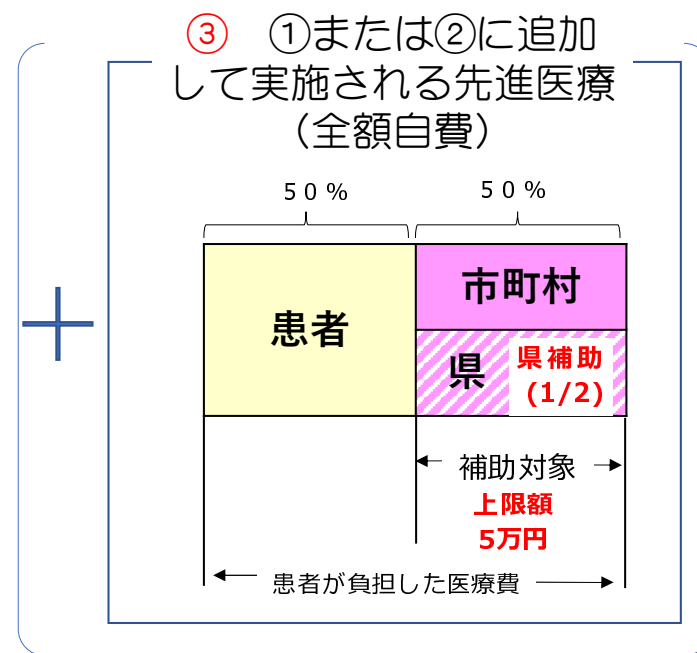 ③　①または②に追加
して実施される先進医療
（全額自費）
５０％
５０％
患者
市町村
県
県補助
(1/2)
補助対象
上限額
5万円
患者が負担した医療費